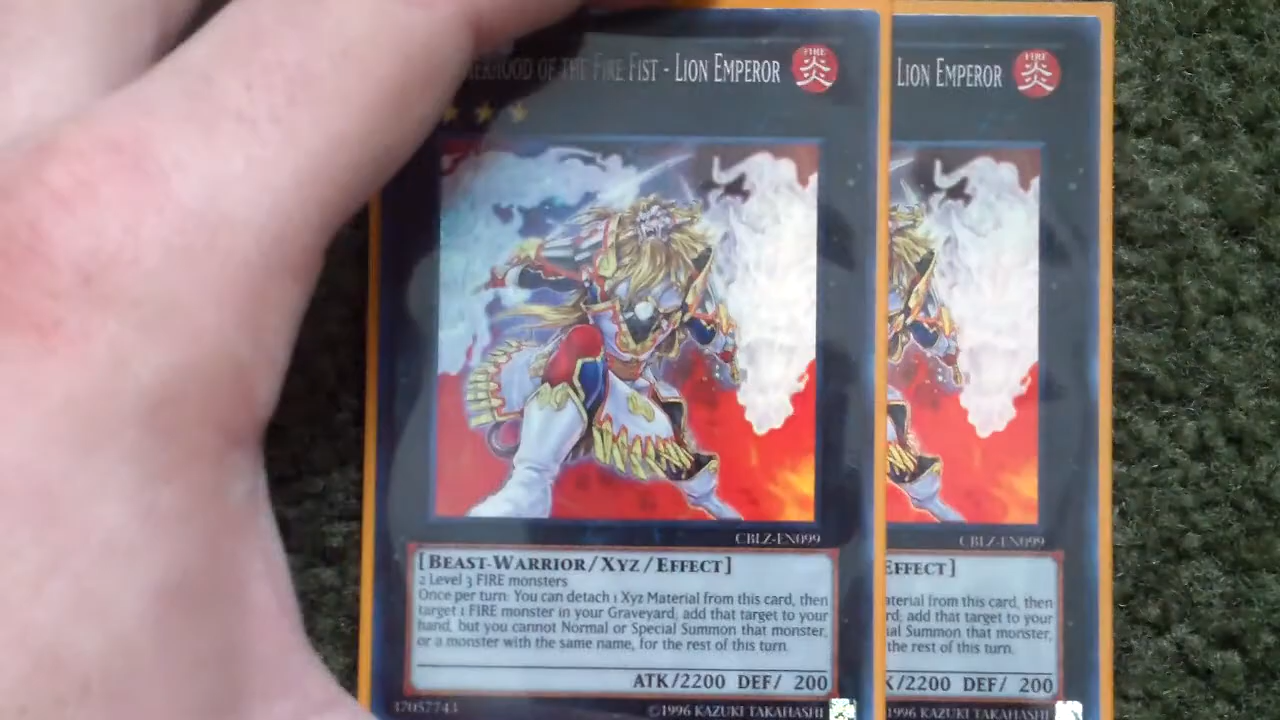 OF THE FIRE FIST - LION EMPEROR
FIRE
炎
CBLZ-EN099
[BEAST-WARRIOR/XYZ/EFFECT]
2 Level 3 FIRE monsters
Once per turn: You can detach 1 Xyz Material from this card, then
target 1 FIRE monster in your Graveyard; add that target to your
hand, but you cannot Normal or Special Summon that monster,
or a monster with the same name, for the rest of this turn.
ATK/2200 DEF/ 200
37057743
©1996 KAZUKI TAKAHASHI
LION EMPEROR
FIRE
炎
CBLZ-EN099
EFFECT]
aterial from this card, then
rd; add that target to your
ial Summon that monster,
the rest of this turn.
K/2200 DEF/ 200
1996 KAZUKI TAKAHASHI